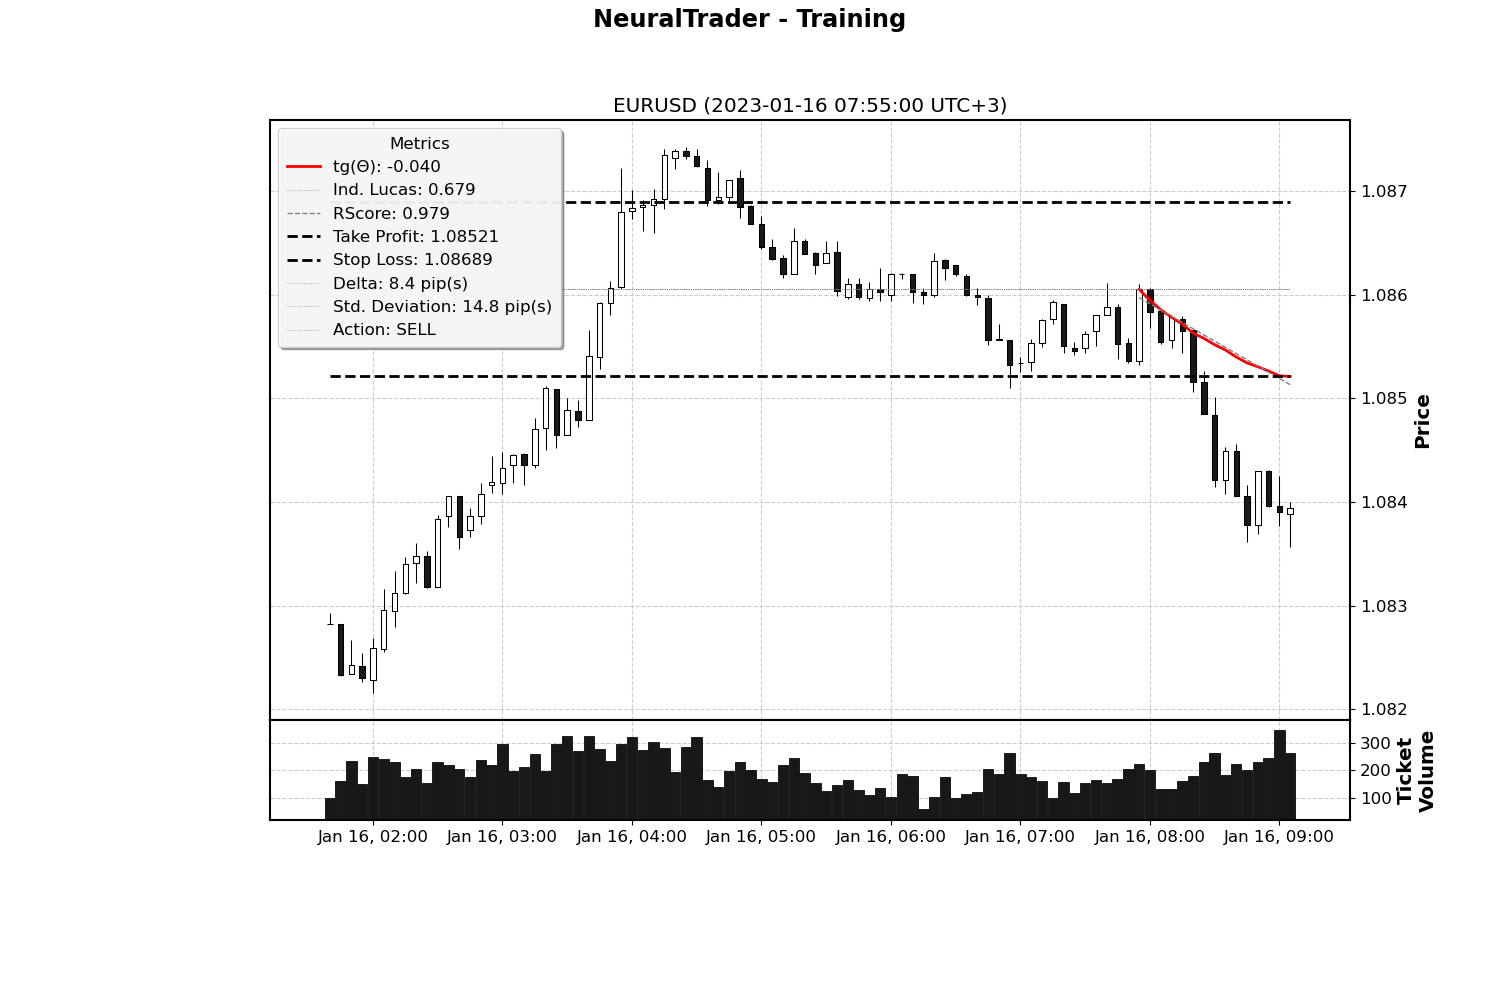 NeuralTrader - Training
EURUSD (2023-01-16 07:55:00 UTC+3)
Metrics
tg(Θ): -0.040
Ind. Lucas: 0.679
RScore: 0.979
Take Profit: 1.08521
Stop Loss: 1.08689
Delta: 8.4 pip(s)
Std. Deviation: 14.8 pip(s)
Action: SELL
1.087
1.086
1.085
1.084
1.083
1.082
Price
300
200
100
Ticket
Volume
Jan 16, 02:00
Jan 16, 03:00
Jan 16, 04:00
Jan 16, 05:00
Jan 16, 06:00
Jan 16, 07:00
Jan 16, 08:00
Jan 16, 09:00